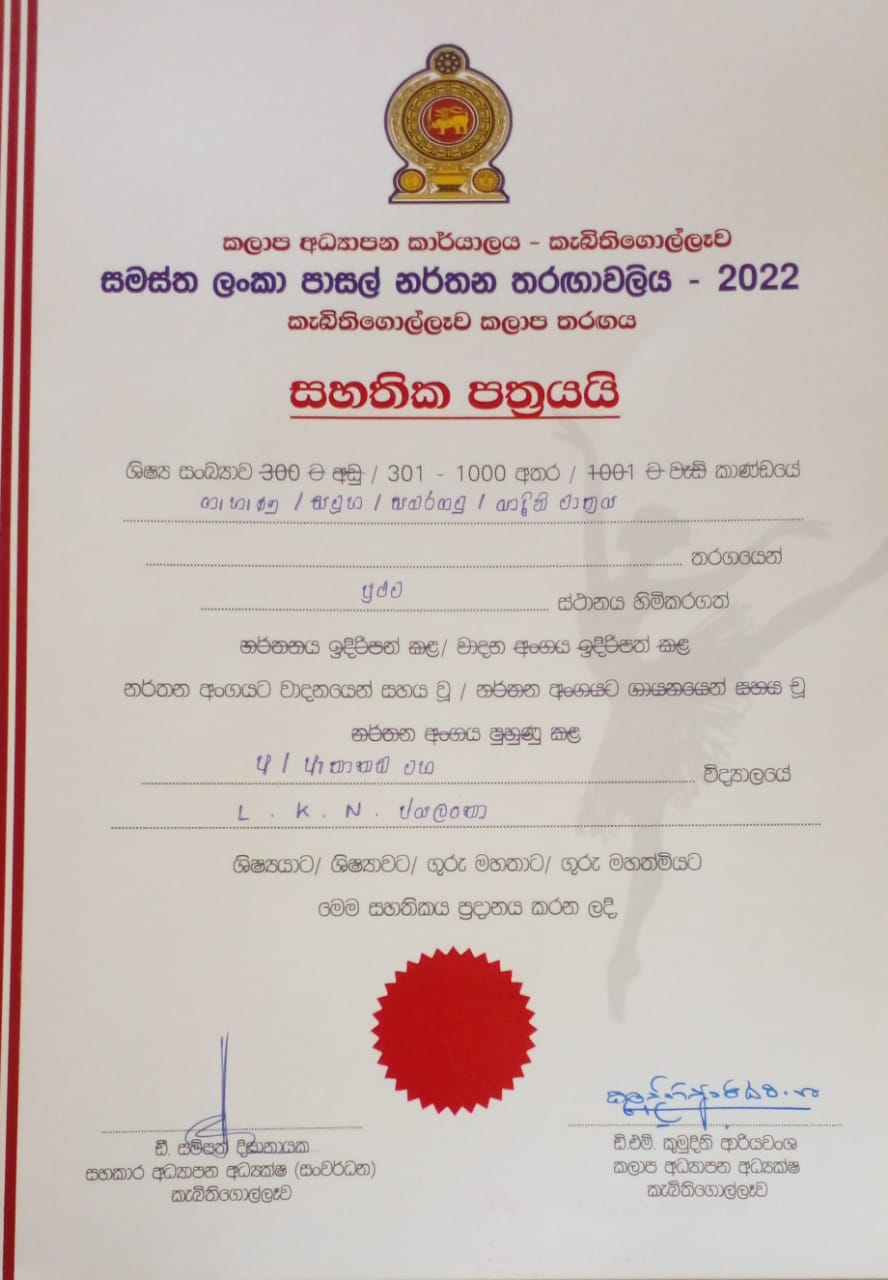 කලාප අධ්‍යාපන කාර්යාලය - කැබිතිගොල්ලෑව
සමස්ත ලංකා පාසල් නර්තන තරඟාවලිය - 2022
කැබිතිගොල්ලෑව කලාප තරඟය
සහතික පත්‍රයයි
ශිෂ්‍ය සංඛ්‍යාව 300 ට අඩු / 301 - 1000 අතර / 1001 ට වැඩි කාණ්ඩයේ
ගැහැණු / සමූහ / සබරගමු /
තරගයෙන්
ස්ථානය හිමිකරගත්
නර්තනය ඉදිරිපත් කළ/ වාදන අංගය ඉදිරිපත් කළ
නර්තන අංගයට වාදනයෙන් සහය වූ / නර්තන අංගයට ගායනයෙන් සහය වූ
නර්තන අංගය පුහුණු කළ
විද්‍යාලයේ
L . K . N .
ශිෂ්‍යයාට/ ශිෂ්‍යාවට/ ගුරු මහතාට/ ගුරු මහත්මියට
මෙම සහතිකය ප්‍රදානය කරන ලදි.
ඩී. සම්පත් දිසානායක
සහකාර අධ්‍යාපන අධ්‍යක්ෂ (සංවර්ධන)
කැබිතිගොල්ලෑව
ඩී.එම්. කුමුදිනි ආරියවංශ
කලාප අධ්‍යාපන අධ්‍යක්ෂ
කැබිතිගොල්ලෑව